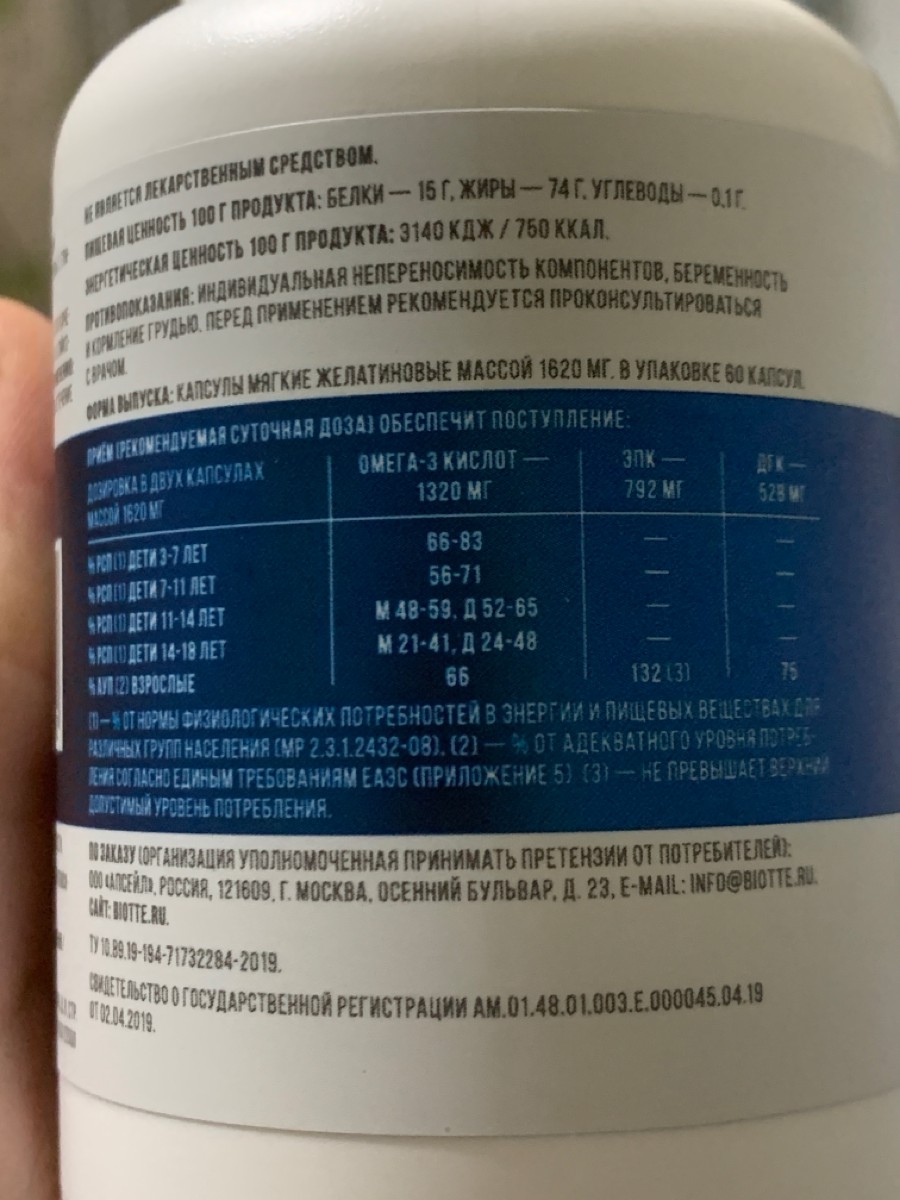 НЕ ЯВЛЯЕТСЯ ЛЕКАРСТВЕННЫМ СРЕДСТВОМ.
ПИЩЕВАЯ ЦЕННОСТЬ 100 Г ПРОДУКТА: БЕЛКИ — 15 Г, ЖИРЫ — 74 Г, УГЛЕВОДЫ — 0,1 Г.
ЭНЕРГЕТИЧЕСКАЯ ЦЕННОСТЬ 100 Г ПРОДУКТА: 3140 КДЖ / 750 ККАЛ.
ПРОТИВОПОКАЗАНИЯ: ИНДИВИДУАЛЬНАЯ НЕПЕРЕНОСИМОСТЬ КОМПОНЕНТОВ, БЕРЕМЕННОСТЬ
И КОРМЛЕНИЕ ГРУДЬЮ. ПЕРЕД ПРИМЕНЕНИЕМ РЕКОМЕНДУЕТСЯ ПРОКОНСУЛЬТИРОВАТЬСЯ
С ВРАЧОМ.
ФОРМА ВЫПУСКА: КАПСУЛЫ МЯГКИЕ ЖЕЛАТИНОВЫЕ МАССОЙ 1620 МГ. В УПАКОВКЕ 60 КАПСУЛ.
ПРИЁМ (РЕКОМЕНДУЕМАЯ СУТОЧНАЯ ДОЗА) ОБЕСПЕЧИТ ПОСТУПЛЕНИЕ:
ДОЗИРОВКА В ДВУХ КАПСУЛАХ МАССОЙ 1620 МГ ОМЕГА-3 КИСЛОТ — 1320 МГ ЭПК — 792 МГ ДГК — 528 МГ
% РСП (1) ДЕТИ 3-7 ЛЕТ 66-83 — —
% РСП (1) ДЕТИ 7-11 ЛЕТ 56-71 — —
% РСП (1) ДЕТИ 11-14 ЛЕТ М 48-59, Д 52-65 — —
% РСП (1) ДЕТИ 14-18 ЛЕТ М 21-41, Д 24-48 — —
% АУП (2) ВЗРОСЛЫЕ 66 132 (3) 75
(1) — % ОТ НОРМЫ ФИЗИОЛОГИЧЕСКИХ ПОТРЕБНОСТЕЙ В ЭНЕРГИИ И ПИЩЕВЫХ ВЕЩЕСТВАХ ДЛЯ
РАЗЛИЧНЫХ ГРУПП НАСЕЛЕНИЯ (МР 2.3.1.2432-08). (2) — % ОТ АДЕКВАТНОГО УРОВНЯ ПОТРЕБ-
ЛЕНИЯ СОГЛАСНО ЕДИНЫМ ТРЕБОВАНИЯМ ЕАЭС (ПРИЛОЖЕНИЕ 5) (3) — НЕ ПРЕВЫШАЕТ ВЕРХНИЙ
ДОПУСТИМЫЙ УРОВЕНЬ ПОТРЕБЛЕНИЯ.
ПО ЗАКАЗУ (ОРГАНИЗАЦИЯ УПОЛНОМОЧЕННАЯ ПРИНИМАТЬ ПРЕТЕНЗИИ ОТ ПОТРЕБИТЕЛЕЙ):
ООО «АПСЕЙЛ», РОССИЯ, 121609, Г. МОСКВА, ОСЕННИЙ БУЛЬВАР, Д. 23, E-MAIL: INFO@BIOTTE.RU.
САЙТ: BIOTTE.RU.
ТУ 10.89.19-194-71732284-2019.
СВИДЕТЕЛЬСТВО О ГОСУДАРСТВЕННОЙ РЕГИСТРАЦИИ AM.01.48.01.003.E.000045.04.19
ОТ 02.04.2019.